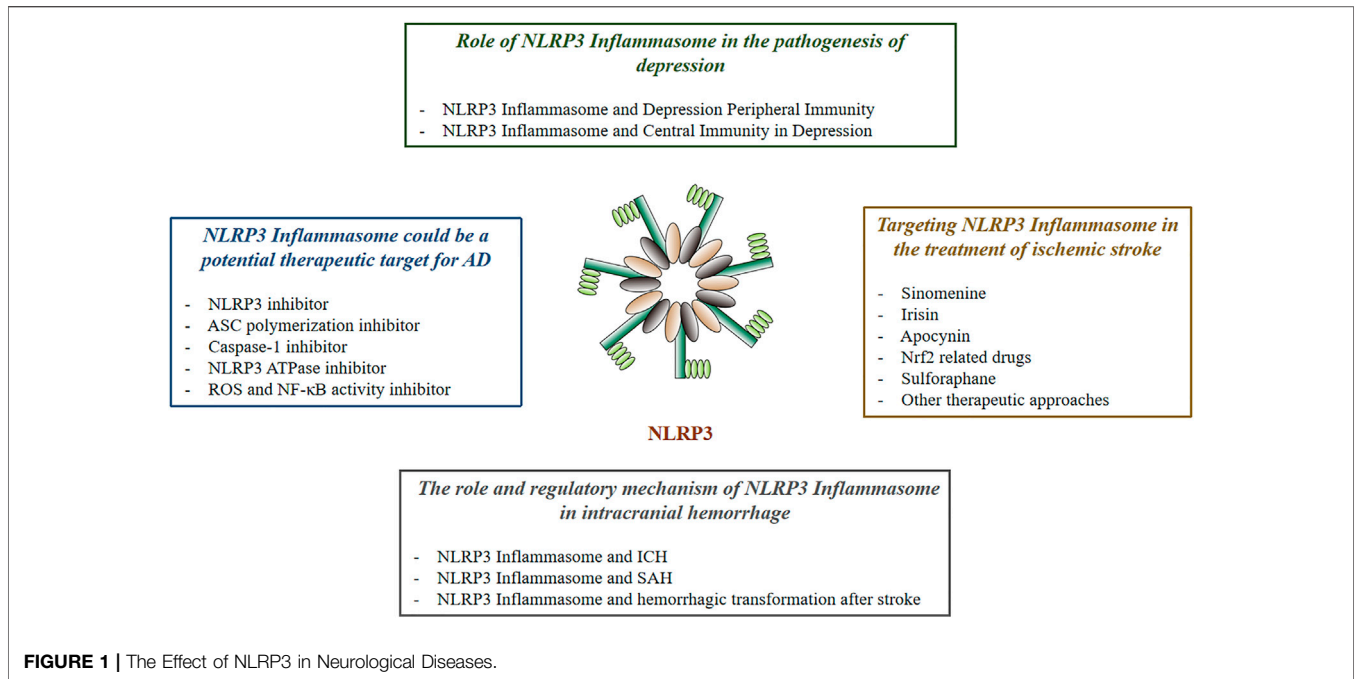 Role of NLRP3 Inflammasome in the pathogenesis of
depression
- NLRP3 Inflammasome and Depression Peripheral Immunity
- NLRP3 Inflammasome and Central Immunity in Depression
NLRP3 Inflammasome could be a
potential therapeutic target for AD
- NLRP3 inhibitor
- ASC polymerization inhibitor
- Caspase-1 inhibitor
- NLRP3 ATPase inhibitor
- ROS and NF-κB activity inhibitor
Targeting NLRP3 Inflammasome in
the treatment of ischemic stroke
- Sinomenine
- Irisin
- Apocynin
- Nrf2 related drugs
- Sulforaphane
- Other therapeutic approaches
NLRP3
The role and regulatory mechanism of NLRP3 Inflammasome
in intracranial hemorrhage
- NLRP3 Inflammasome and ICH
- NLRP3 Inflammasome and SAH
- NLRP3 Inflammasome and hemorrhagic transformation after stroke
FIGURE 1 | The Effect of NLRP3 in Neurological Diseases.